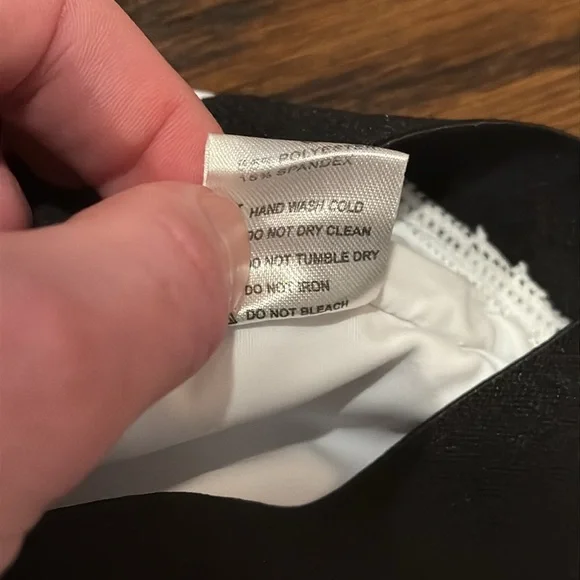 POLYESTER
15% SPANDEX
HAND WASH COLD
DO NOT DRY CLEAN
DO NOT TUMBLE DRY
DO NOT IRON
DO NOT BLEACH